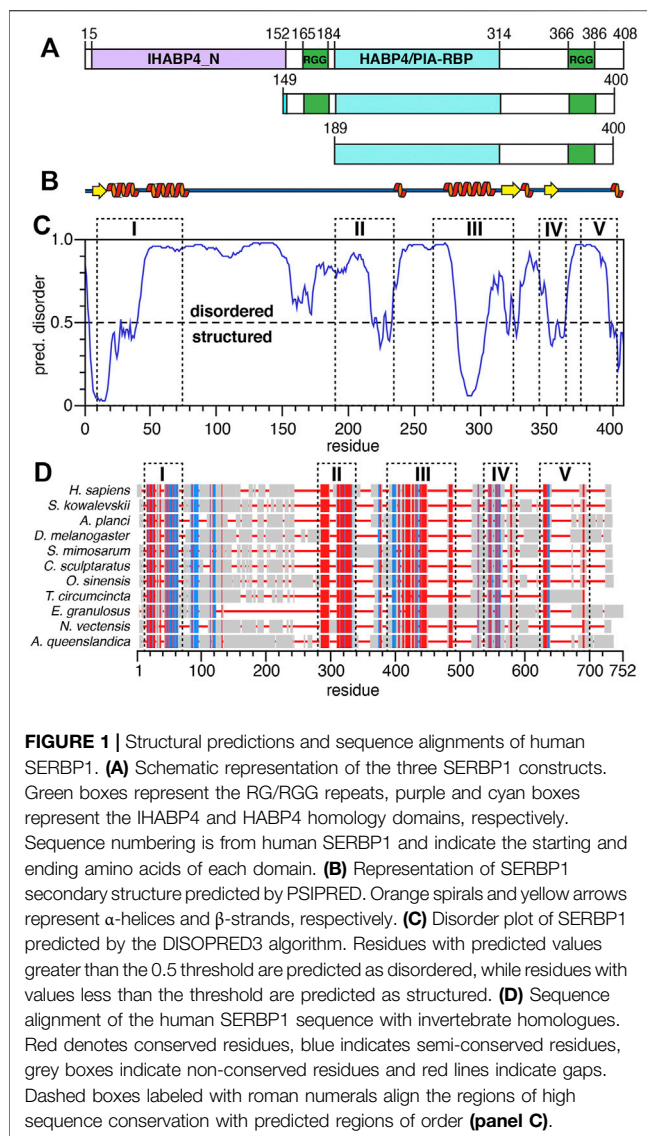 A
15 152 165 184 314 366 386 408
IHABP4_N RGG HABP4/PIA-RBP RGG
149 400
189 400
B
C
I II III IV V
1.0
0.5
0
pred. disorder
disordered
structured
0 50 100 150 200 250 300 350 400
residue
D
I II III IV V
H. sapiens
S. kowalevskii
A. planci
D. melanogaster
S. mimosarum
C. sculptaratus
O. sinensis
T. circumcincta
E. granulosus
N. vectensis
A. queenslandica
1 100 200 300 400 500 600 700 752
residue
FIGURE 1 | Structural predictions and sequence alignments of human
SERBP1. (A) Schematic representation of the three SERBP1 constructs.
Green boxes represent the RG/RGG repeats, purple and cyan boxes
represent the IHABP4 and HABP4 homology domains, respectively.
Sequence numbering is from human SERBP1 and indicate the starting and
ending amino acids of each domain. (B) Representation of SERBP1
secondary structure predicted by PSIPRED. Orange spirals and yellow arrows
represent α-helices and β-strands, respectively. (C) Disorder plot of SERBP1
predicted by the DISOPRED3 algorithm. Residues with predicted values
greater than the 0.5 threshold are predicted as disordered, while residues with
values less than the threshold are predicted as structured. (D) Sequence
alignment of the human SERBP1 sequence with invertebrate homologues.
Red denotes conserved residues, blue indicates semi-conserved residues,
grey boxes indicate non-conserved residues and red lines indicate gaps.
Dashed boxes labeled with roman numerals align the regions of high
sequence conservation with predicted regions of order (panel C).